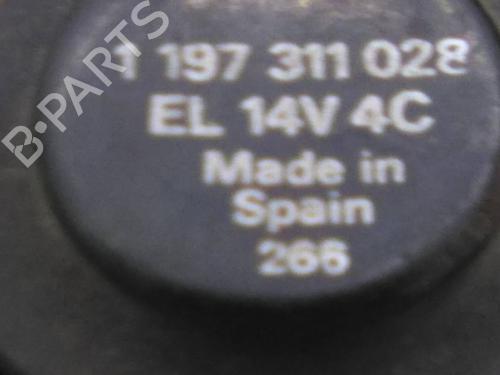 B-PARTS
1 197 311 028
EL 14V 4C
Made in
Spain
266